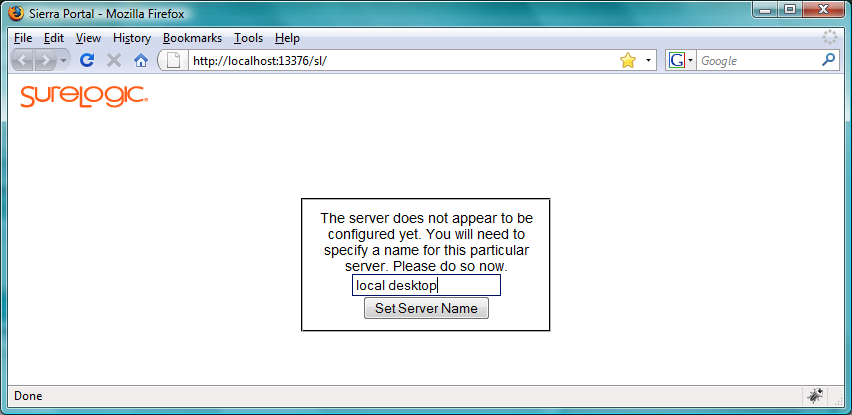 Sierra Portal - Mozilla Firefox
File Edit View History Bookmarks Tools Help
http://localhost:13376/sl/
G Google
SURELOGIC®
The server does not appear to be
configured yet. You will need to
specify a name for this particular
server. Please do so now.
local desktop
Set Server Name
Done